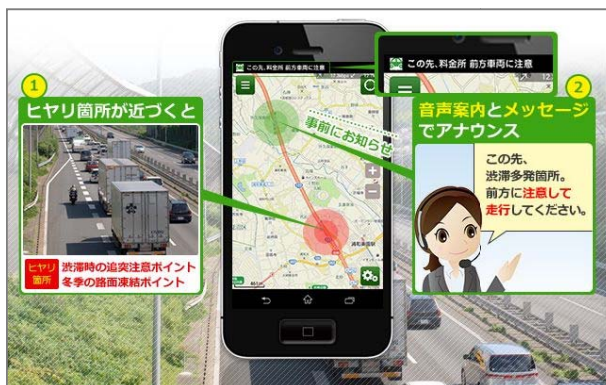 この先、料金所 前方車両に注意
この先、料金所 前方車両に注意
1
ヒヤリ箇所が近づくと
事前にお知らせ
2
音声案内とメッセージ
でアナウンス
この先、
渋滞多発箇所。
前方に注意して
走行してください。
ヒヤリ
箇所
渋滞時の追突注意ポイント
冬季の路面凍結ポイント
浦和美園駅